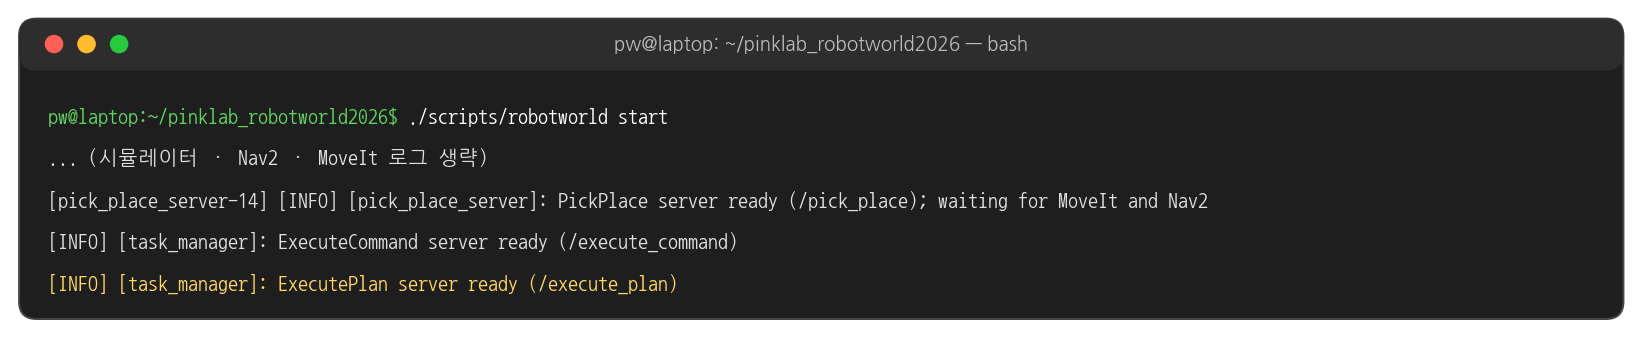 pw@laptop: ~/pinklab_robotworld2026 — bash
pw@laptop:~/pinklab_robotworld2026$ ./scripts/robotworld start
... (시뮬레이터 · Nav2 · MoveIt 로그 생략)
[pick_place_server-14] [INFO] [pick_place_server]: PickPlace server ready (/pick_place); waiting for MoveIt and Nav2
[INFO] [task_manager]: ExecuteCommand server ready (/execute_command)
[INFO] [task_manager]: ExecutePlan server ready (/execute_plan)